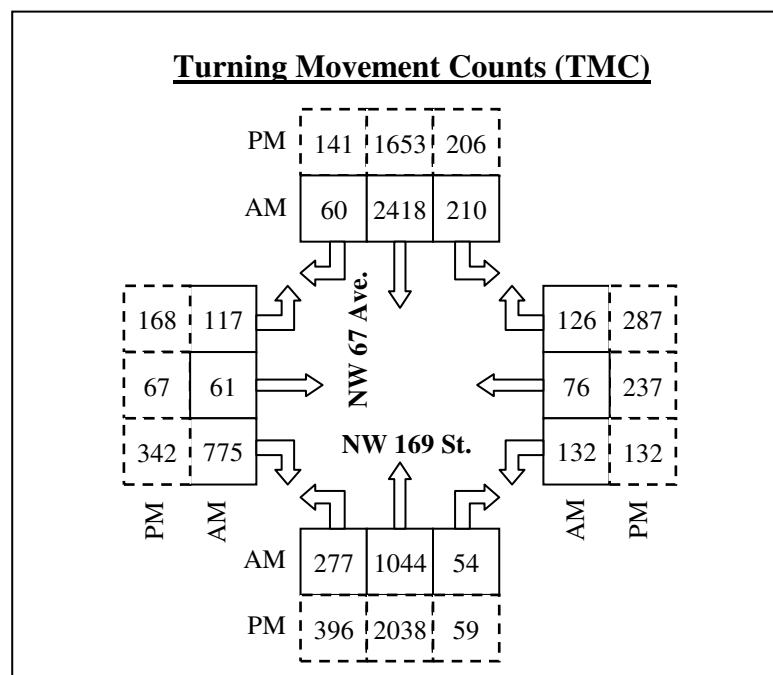 Turning Movement Counts (TMC)
PM 141 1653 206
AM 60 2418 210
NW 67 Ave.
168 117 126 287
67 61 76 237
342 775 NW 169 St. 132 132
PM AM AM PM
AM 277 1044 54
PM 396 2038 59